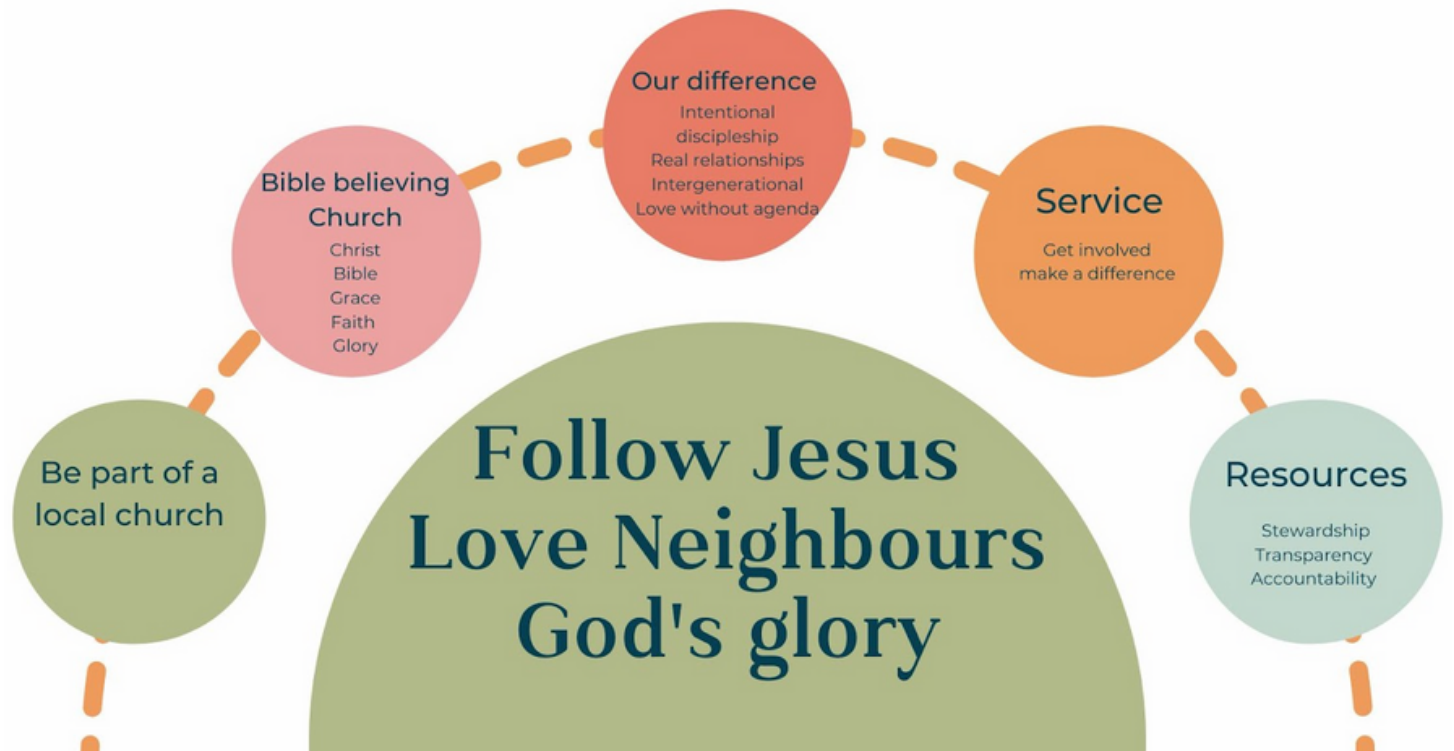 Be part of a
local church
Bible believing
Church
Christ
Bible
Grace
Faith
Glory
Our difference
Intentional
discipleship
Real relationships
Intergenerational
Love without agenda
Service
Get involved
make a difference
Resources
Stewardship
Transparency
Accountability
Follow Jesus
Love Neighbours
God's glory